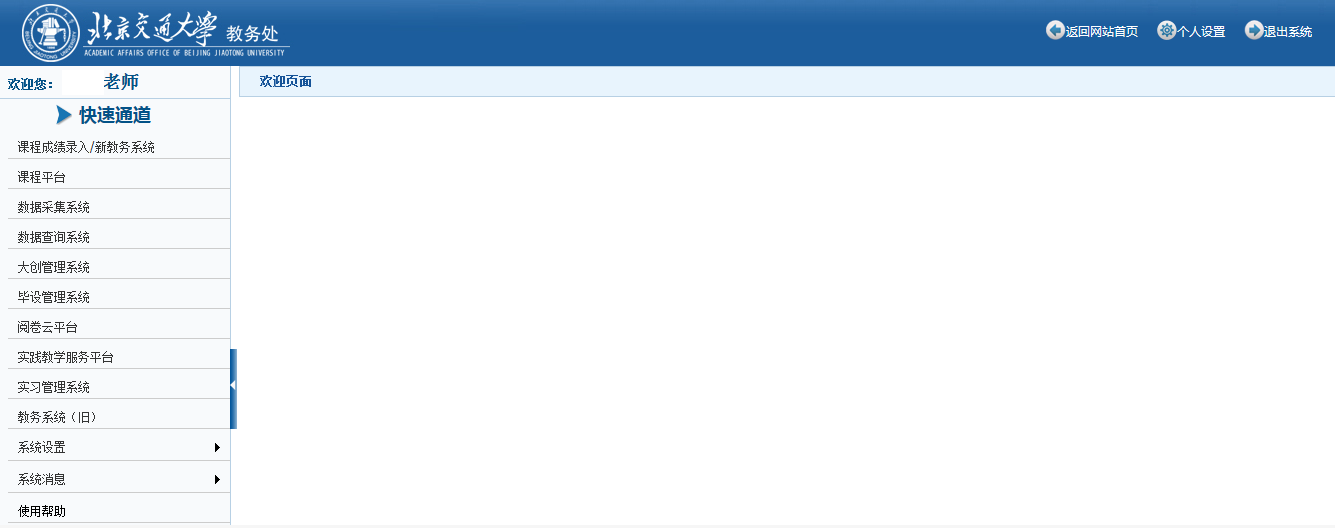 北京交通大学 教务处
ACADEMIC AFFAIRS OFFICE OF BEIJING JIAOTONG UNIVERSITY
返回网站首页 个人设置 退出系统
欢迎您： 老师
欢迎页面
快速通道
课程成绩录入/新教务系统
课程平台
数据采集系统
数据查询系统
大创管理系统
毕设管理系统
阅卷云平台
实践教学服务平台
实习管理系统
教务系统（旧）
系统设置
系统消息
使用帮助